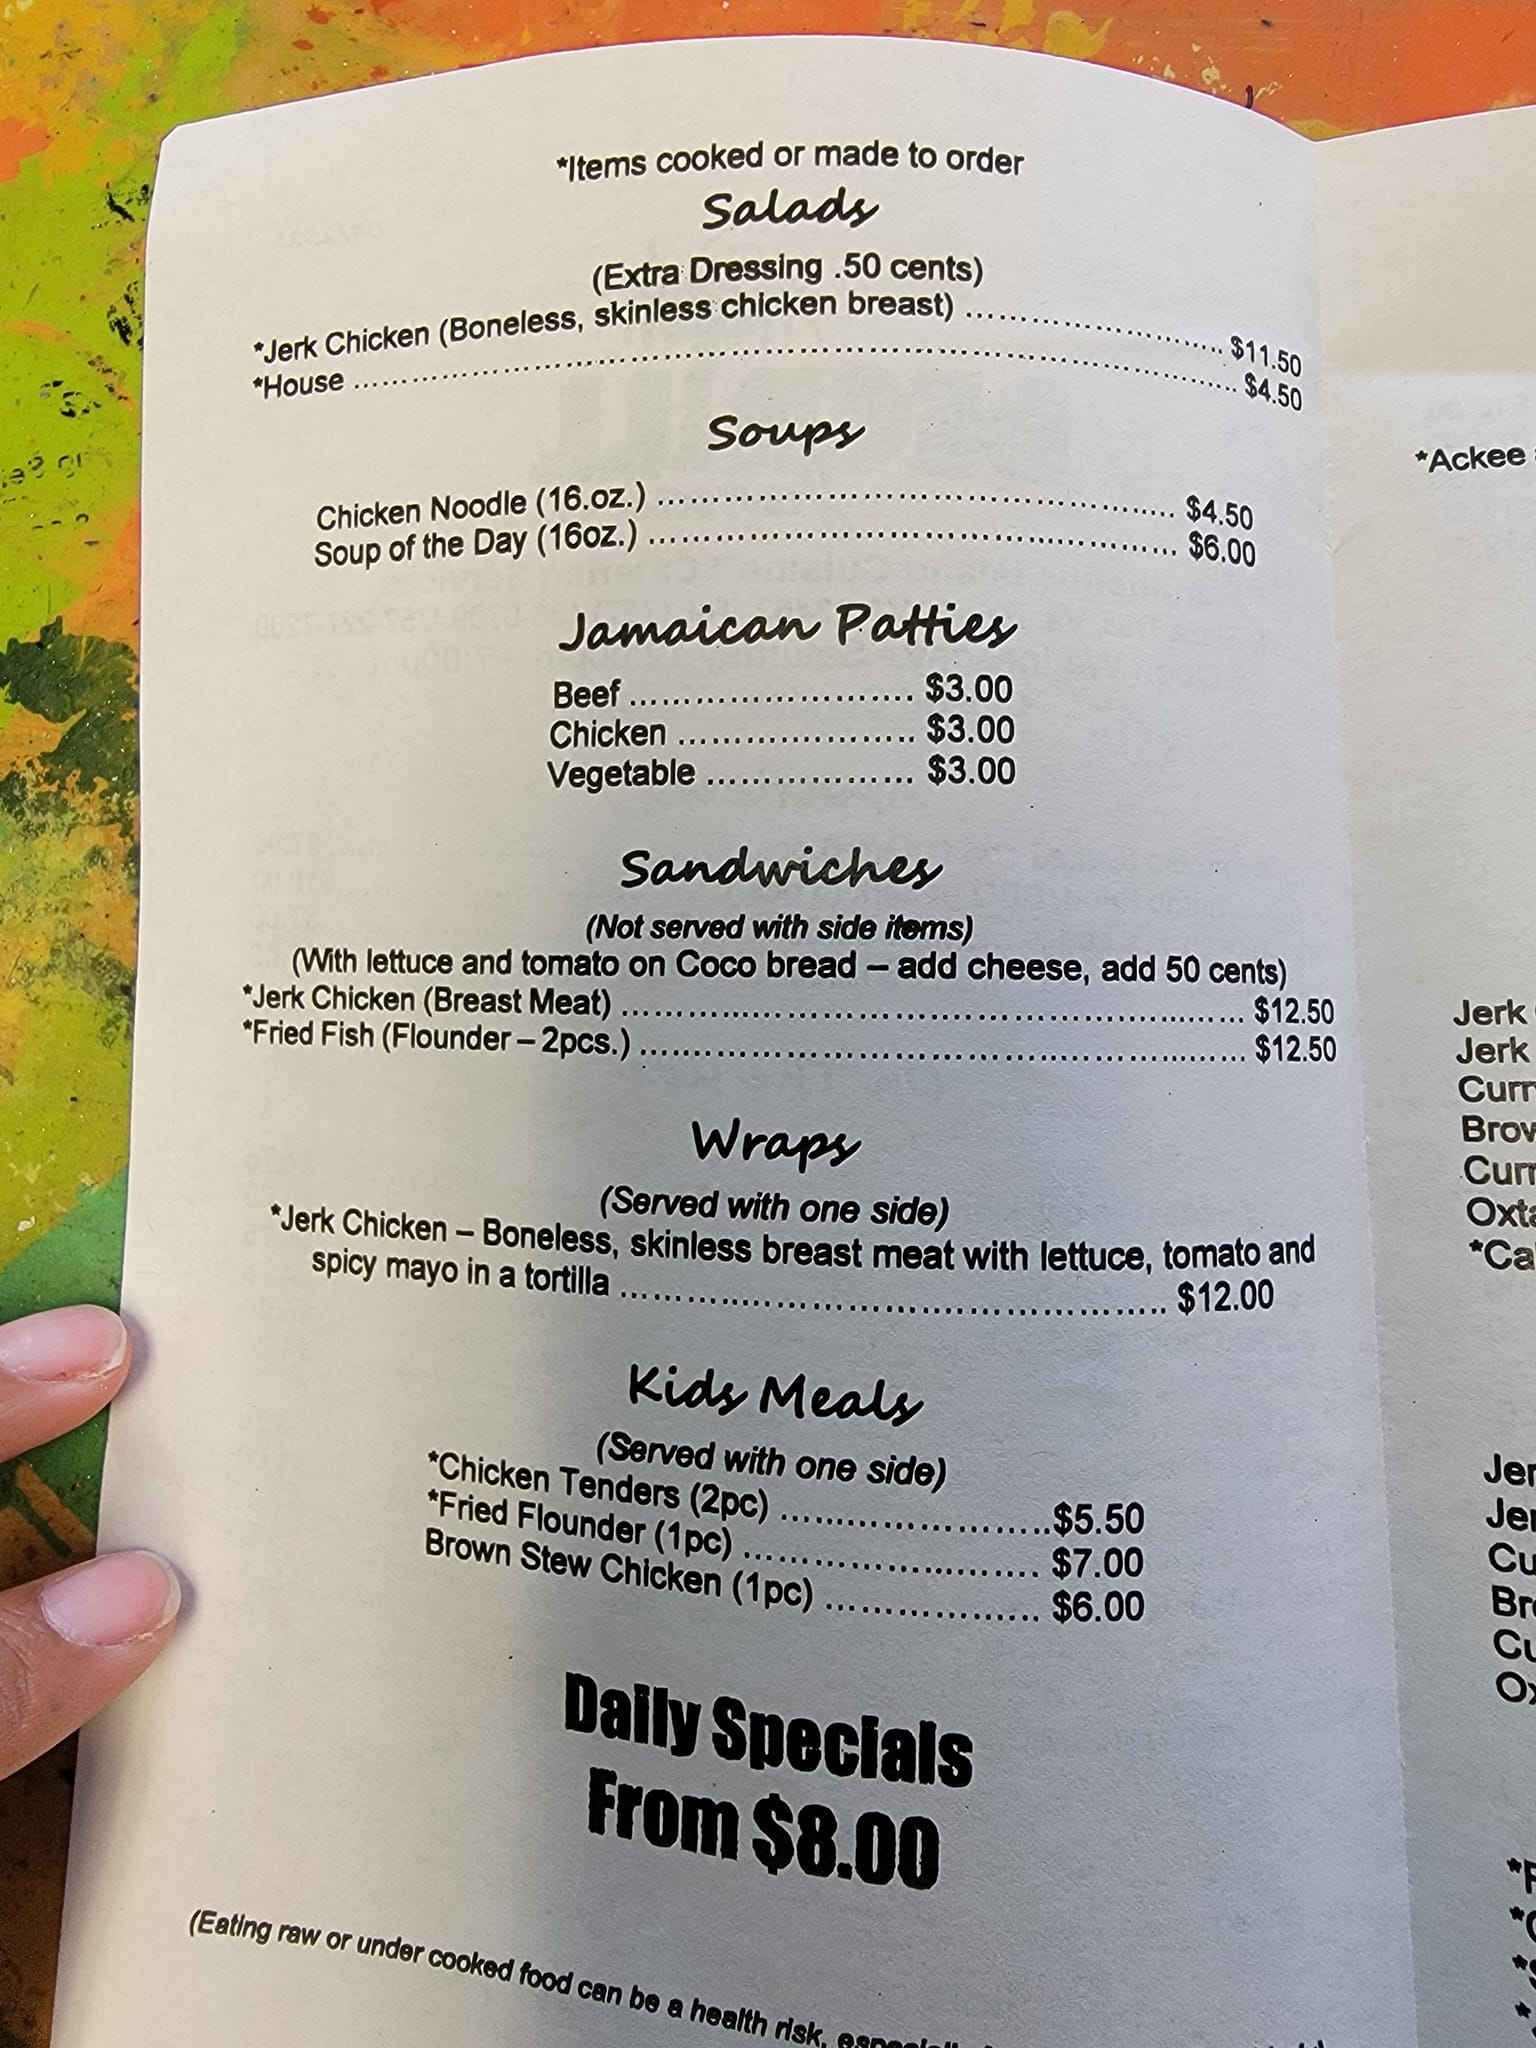 *Items cooked or made to order
Salads
(Extra Dressing .50 cents)
*Jerk Chicken (Boneless, skinless chicken breast) ........................................ $11.50
*House ........................................................................................ $4.50
Soups
Chicken Noodle (16.oz.) ...................................................... $4.50
Soup of the Day (16oz.) ...................................................... $6.00
Jamaican Patties
Beef ........................... $3.00
Chicken ...................... $3.00
Vegetable ................... $3.00
Sandwiches
(Not served with side items)
(With lettuce and tomato on Coco bread – add cheese, add 50 cents)
*Jerk Chicken (Breast Meat) ................................................................ $12.50
*Fried Fish (Flounder – 2pcs.) ............................................................... $12.50
Wraps
(Served with one side)
*Jerk Chicken – Boneless, skinless breast meat with lettuce, tomato and
spicy mayo in a tortilla ....................................................... $12.00
Kids Meals
(Served with one side)
*Chicken Tenders (2pc) ..........................$5.50
*Fried Flounder (1pc) ............................. $7.00
Brown Stew Chicken (1pc) ..................... $6.00
Daily Specials
From $8.00
(Eating raw or under cooked food can be a health risk,
*Ackee
Jerk
Jerk